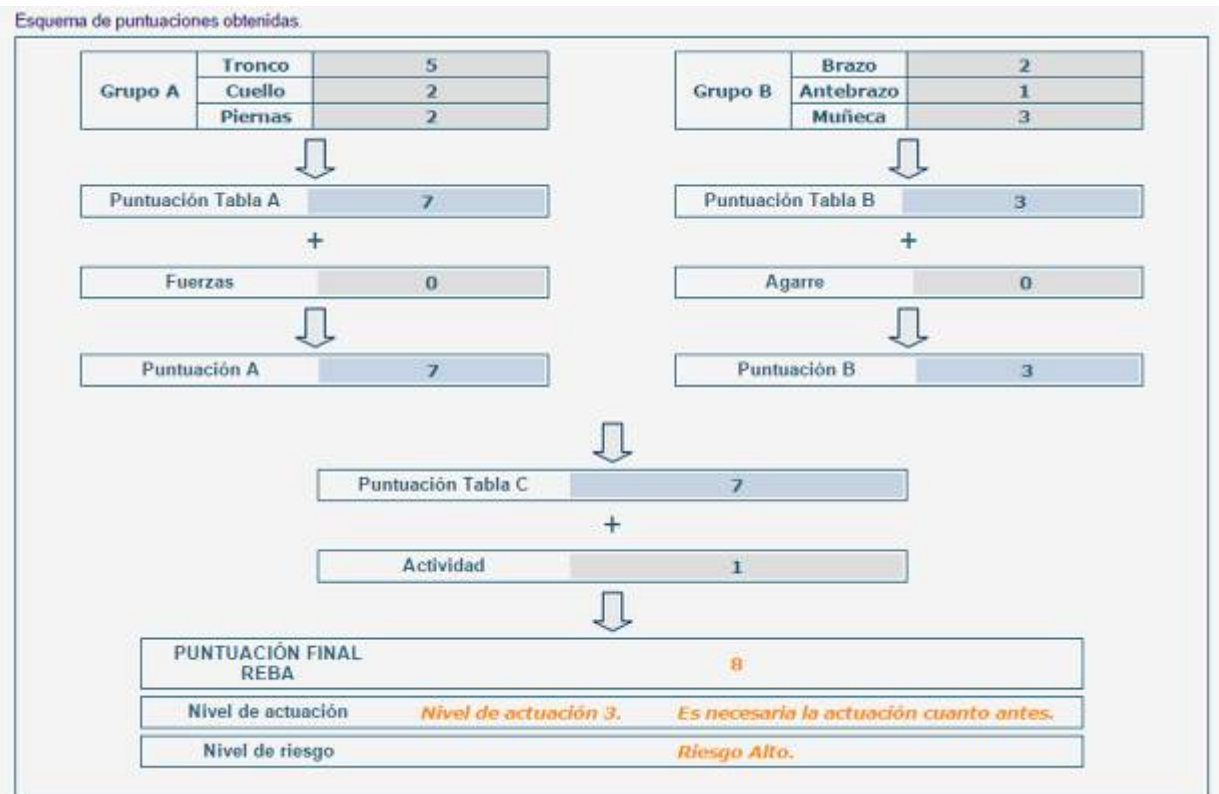 Esquema de puntuaciones obtenidas.
Grupo A
Tronco 5
Cuello 2
Piernas 2
Grupo B
Brazo 2
Antebrazo 1
Muñeca 3
Puntuación Tabla A 7
Puntuación Tabla B 3
+
+
Fuerzas 0
Agarre 0
Puntuación A 7
Puntuación B 3
Puntuación Tabla C 7
+
Actividad 1
PUNTUACIÓN FINAL
REBA
8
Nivel de actuación Nivel de actuación 3. Es necesaria la actuación cuanto antes.
Nivel de riesgo Riesgo Alto.